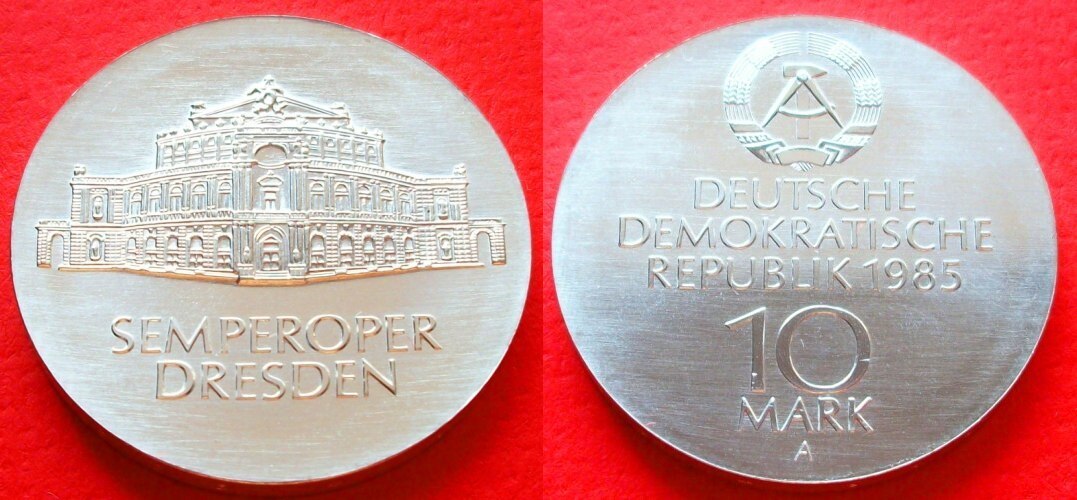 SEMPEROPER
DRESDEN
DEUTSCHE
DEMOKRATISCHE
REPUBLIK 1985
10
MARK
A